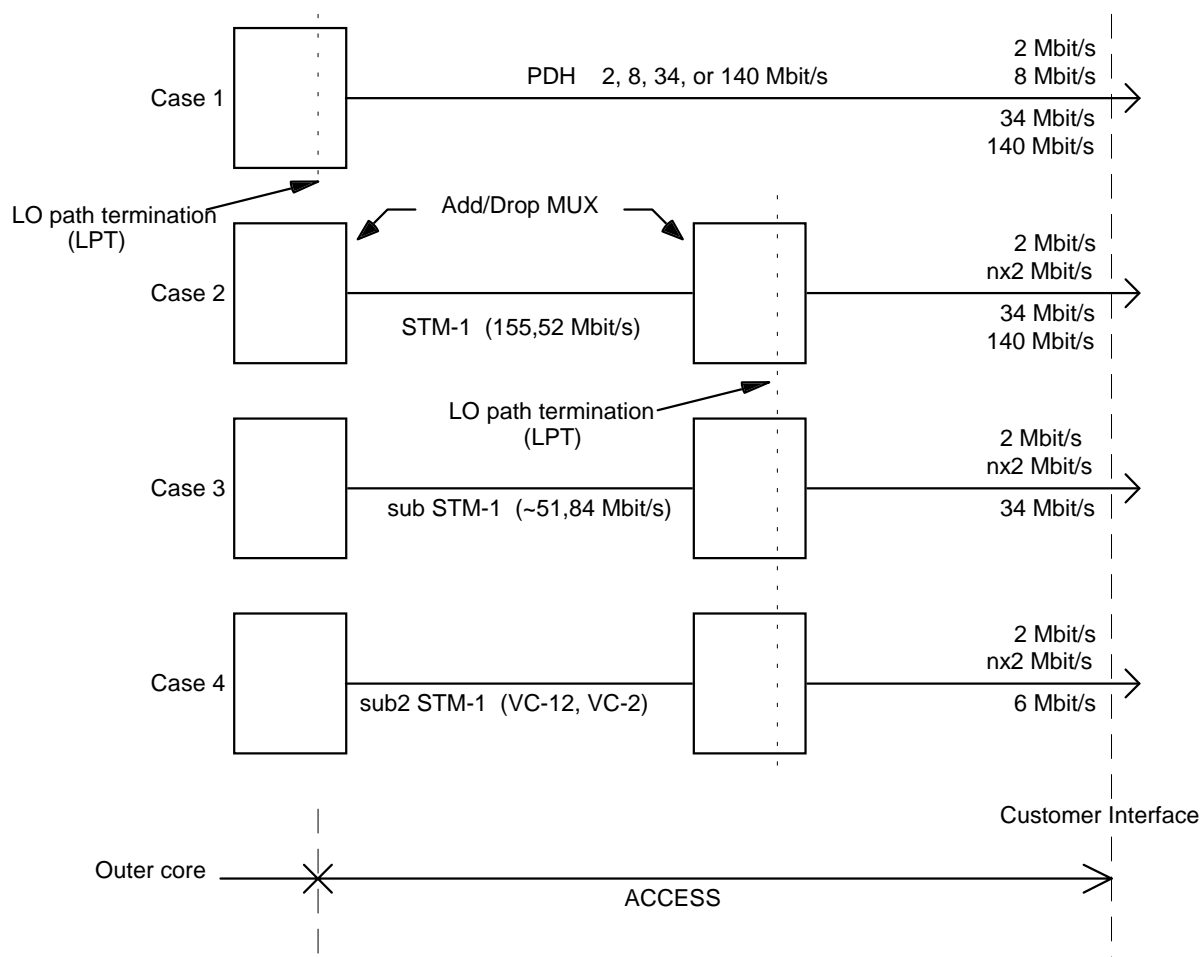 2 Mbit/s
PDH 2, 8, 34, or 140 Mbit/s
8 Mbit/s
Case 1
34 Mbit/s
140 Mbit/s
LO path termination
(LPT)
Add/Drop MUX
2 Mbit/s
nx2 Mbit/s
Case 2
STM-1 (155,52 Mbit/s)
34 Mbit/s
140 Mbit/s
LO path termination
(LPT)
2 Mbit/s
nx2 Mbit/s
Case 3
sub STM-1 (~51,84 Mbit/s)
34 Mbit/s
2 Mbit/s
nx2 Mbit/s
Case 4
sub2 STM-1 (VC-12, VC-2)
6 Mbit/s
Customer Interface
Outer core
ACCESS